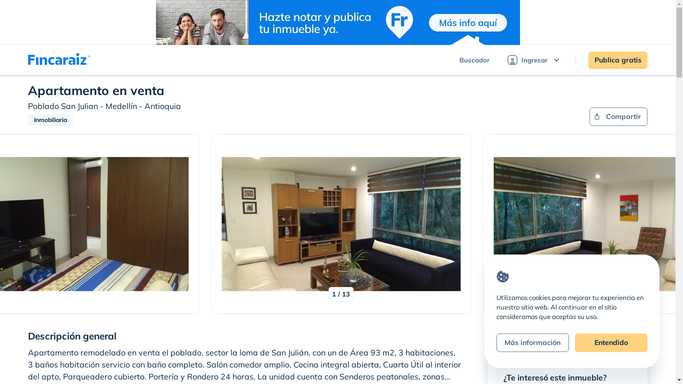 Hazte notar y publica
tu inmueble ya.
Fr
Más info aquí
Fincaraíz
Buscador
Ingresar
Publica gratis
Apartamento en venta
Poblado San Julian - Medellín - Antioquia
Inmobiliaria
Compartir
1 / 13
Descripción general
Apartamento remodelado en venta el poblado, sector la loma de San Julián, con un de Área 93 m2, 3 habitaciones,
3 baños habitación servicio con baño completo. Salón comedor amplio, Cocina integral abierta, Cuarto Útil al interior
del apto, Parqueadero cubierto. Portería y Rondero 24 horas, La unidad cuenta con Senderos peatonales, zonas...
Utilizamos cookies para mejorar tu experiencia en
nuestro sitio web. Al continuar en el sitio
consideramos que aceptas su uso.
Más información
Entendido
¿Te interesó este inmueble?